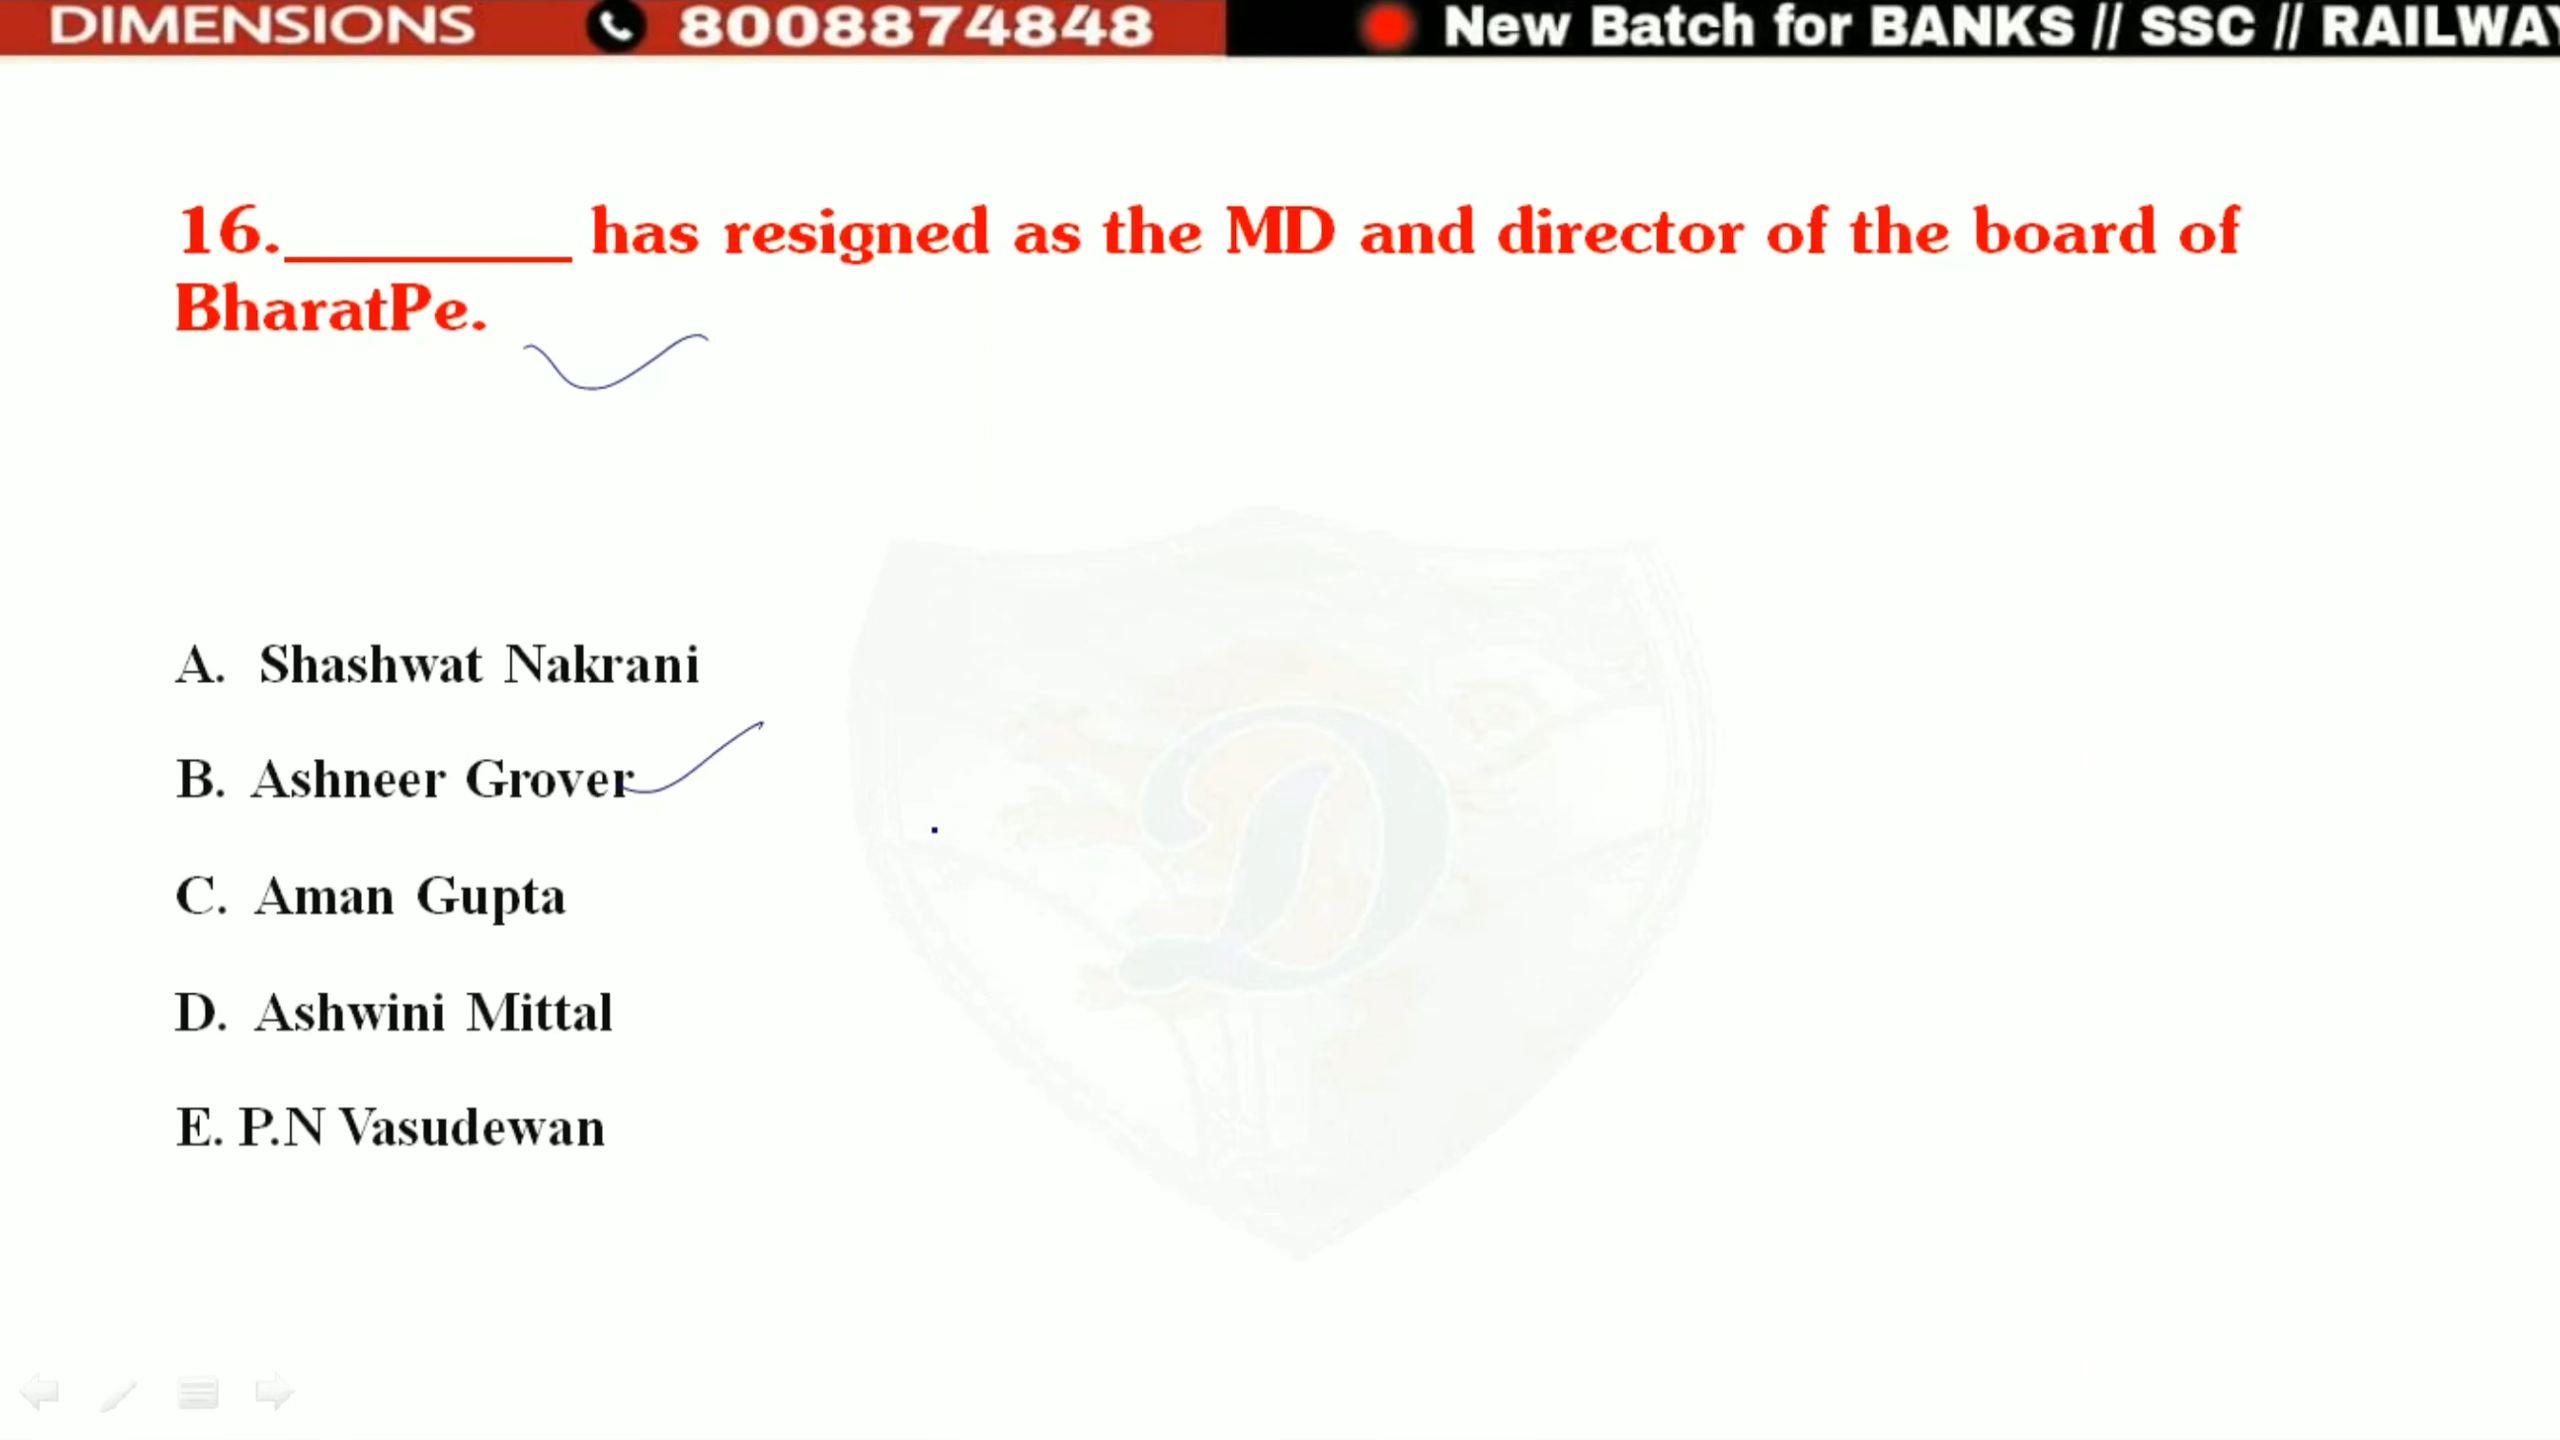 DIMENSIONS 8008874848 New Batch for BANKS // SSC // RAILWAY
16.________ has resigned as the MD and director of the board of
BharatPe.
A. Shashwat Nakrani
B. Ashneer Grover
C. Aman Gupta
D. Ashwini Mittal
E. P.N Vasudewan
D